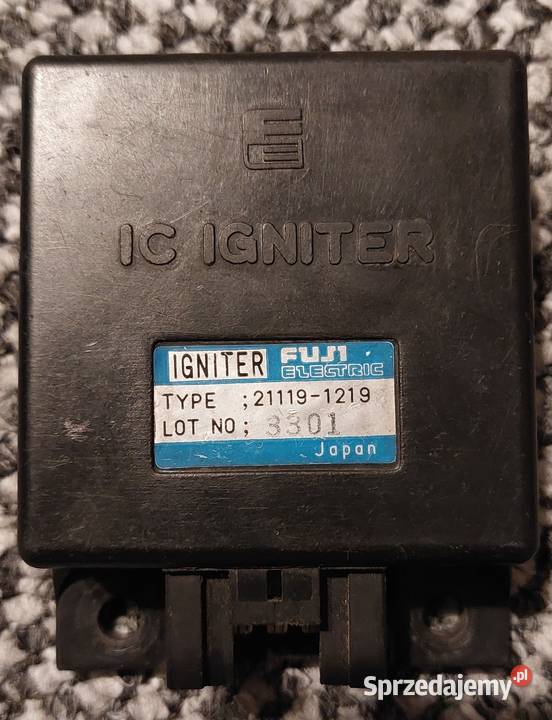 IC IGNITER
IGNITER FUJI ELECTRIC
TYPE ; 21119-1219
LOT NO ; 3301
Japan
Sprzedajemy.pl